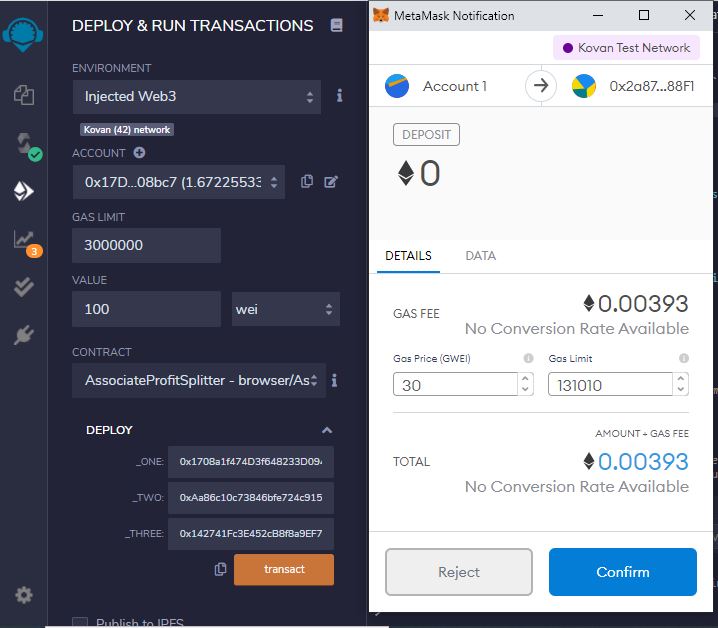 DEPLOY & RUN TRANSACTIONS
ENVIRONMENT
Injected Web3
Kovan (42) network
ACCOUNT
0x17D...08bc7 (1.67225533
GAS LIMIT
3000000
VALUE
100
wei
CONTRACT
AssociateProfitSplitter - browser/As
DEPLOY
_ONE:
0x1708a1f474D3f648233D094
_TWO:
0xAa86c10c73846bfe724c915
_THREE:
0x142741Fc3E452cB8f8a9EF7
transact
Publish to IPFS
3
MetaMask Notification
Kovan Test Network
Account 1
0x2a87...88F1
DEPOSIT
0
DETAILS
DATA
GAS FEE
0.00393
No Conversion Rate Available
Gas Price (GWEI)
Gas Limit
30
131010
AMOUNT + GAS FEE
TOTAL
0.00393
No Conversion Rate Available
Reject
Confirm